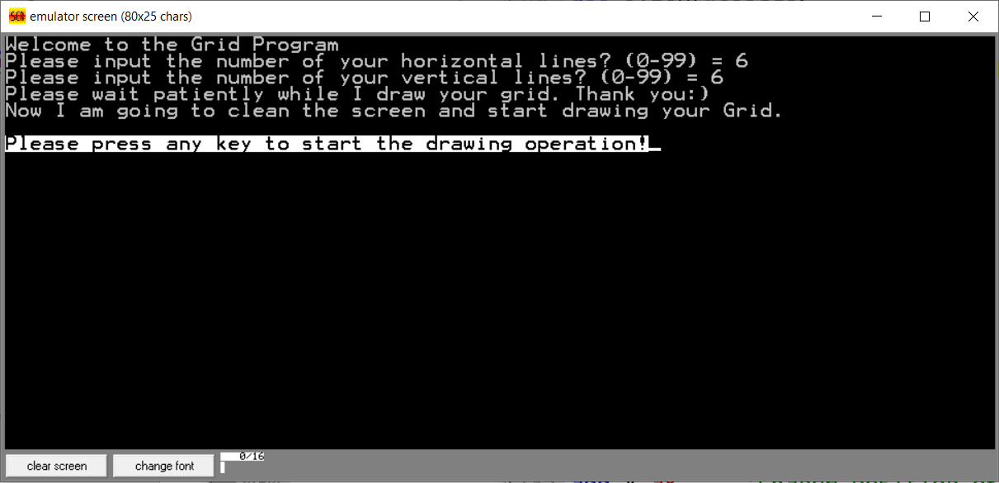 SCR emulator screen (80x25 chars)
Welcome to the Grid Program
Please input the number of your horizontal lines? (0-99) = 6
Please input the number of your vertical lines? (0-99) = 6
Please wait patiently while I draw your grid. Thank you:)
Now I am going to clean the screen and start drawing your Grid.
Please press any key to start the drawing operation!_
clear screen
change font
0/16